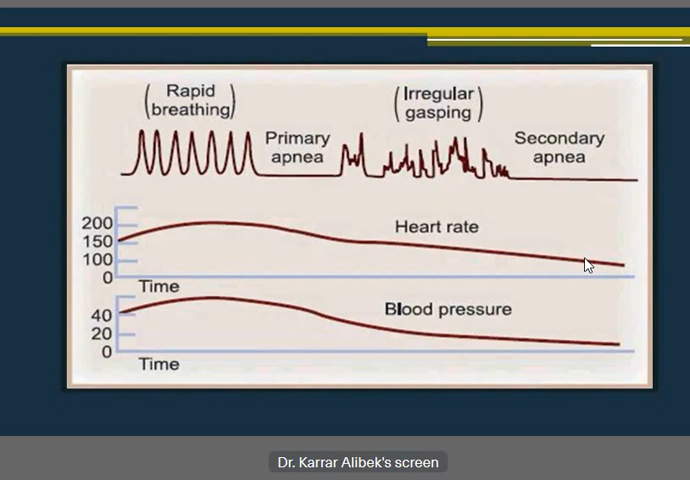 Rapid
(breathing)
Primary
apnea
(Irregular
gasping)
Secondary
apnea
200
150
100
0
Heart rate
Time
40
20
0
Blood pressure
Time
Dr. Karrar Alibek's screen